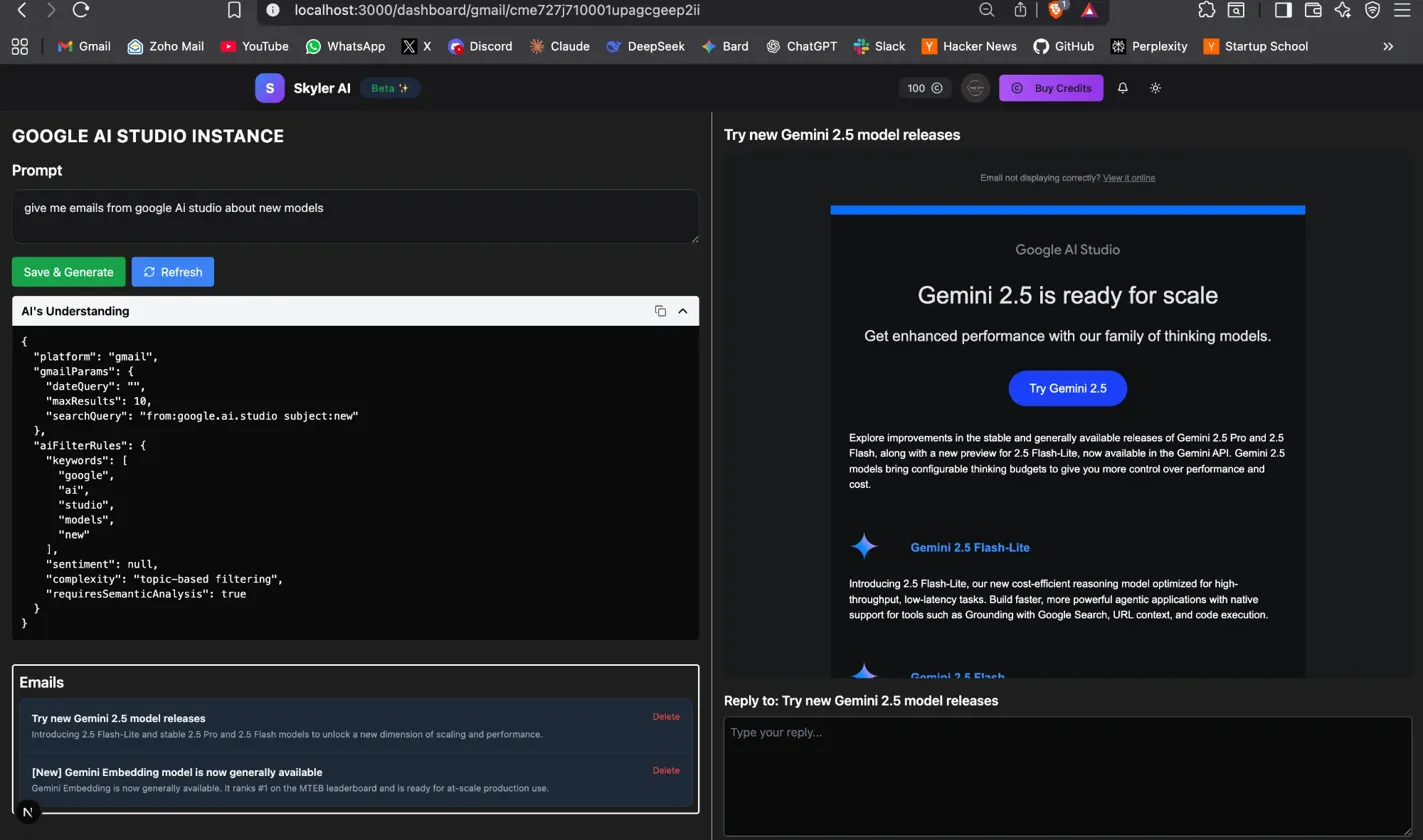 localhost:3000/dashboard/gmail/cme727j710001upagcgeep2ii
1
Gmail
Zoho Mail
YouTube
WhatsApp
X
Discord
Claude
DeepSeek
Bard
ChatGPT
Slack
Hacker News
GitHub
Perplexity
Startup School
S
Skyler AI
Beta ✨
100
Buy Credits
GOOGLE AI STUDIO INSTANCE
Prompt
give me emails from google Ai studio about new models
Save & Generate
Refresh
AI's Understanding
{
"platform": "gmail",
"gmailParams": {
"dateQuery": "",
"maxResults": 10,
"searchQuery": "from:google.ai.studio subject:new"
},
"aiFilterRules": {
"keywords": [
"google",
"ai",
"studio",
"models",
"new"
],
"sentiment": null,
"complexity": "topic-based filtering",
"requiresSemanticAnalysis": true
}
}
Emails
Try new Gemini 2.5 model releases
Delete
Introducing 2.5 Flash-Lite and stable 2.5 Pro and 2.5 Flash models to unlock a new dimension of scaling and performance.
[New] Gemini Embedding model is now generally available
Delete
Gemini Embedding is now generally available. It ranks #1 on the MTEB leaderboard and is ready for at-scale production use.
N
Try new Gemini 2.5 model releases
Email not displaying correctly? View it online
Google AI Studio
Gemini 2.5 is ready for scale
Get enhanced performance with our family of thinking models.
Try Gemini 2.5
Explore improvements in the stable and generally available releases of Gemini 2.5 Pro and 2.5
Flash, along with a new preview for 2.5 Flash-Lite, now available in the Gemini API. Gemini 2.5
models bring configurable thinking budgets to give you more control over performance and
cost.
Gemini 2.5 Flash-Lite
Introducing 2.5 Flash-Lite, our new cost-efficient reasoning model optimized for high-
throughput, low-latency tasks. Build faster, more powerful agentic applications with native
support for tools such as Grounding with Google Search, URL context, and code execution.
Gemini 2.5 Flash
Reply to: Try new Gemini 2.5 model releases
Type your reply...